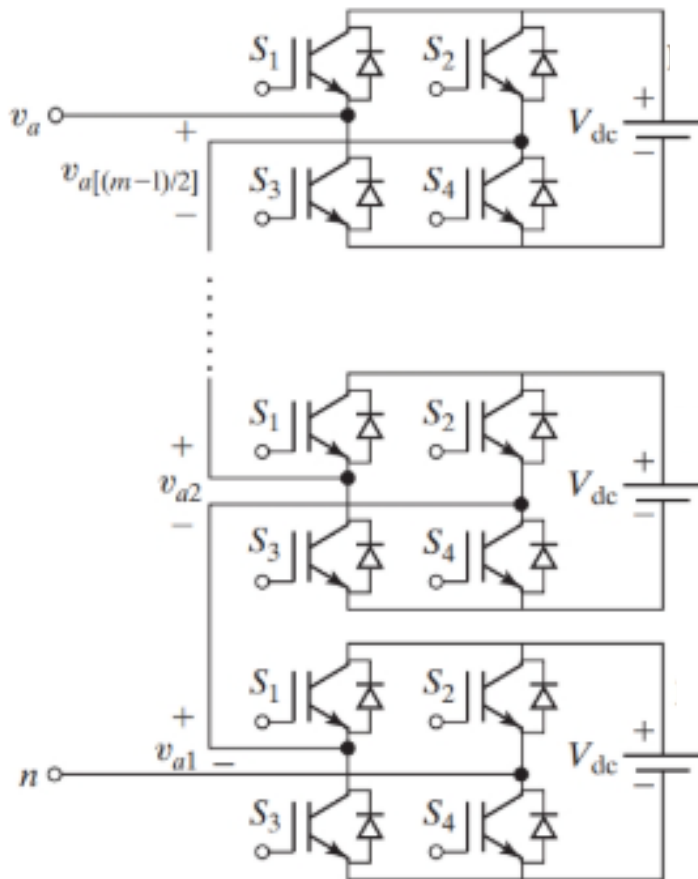 S1 S2
+
va
+
Vdc
va[(m−1)/2]
−
−
S3 S4
S1 S2
+
+
va2
Vdc
−
−
S3 S4
S1 S2
+
+
va1 −
Vdc
n
−
S3 S4